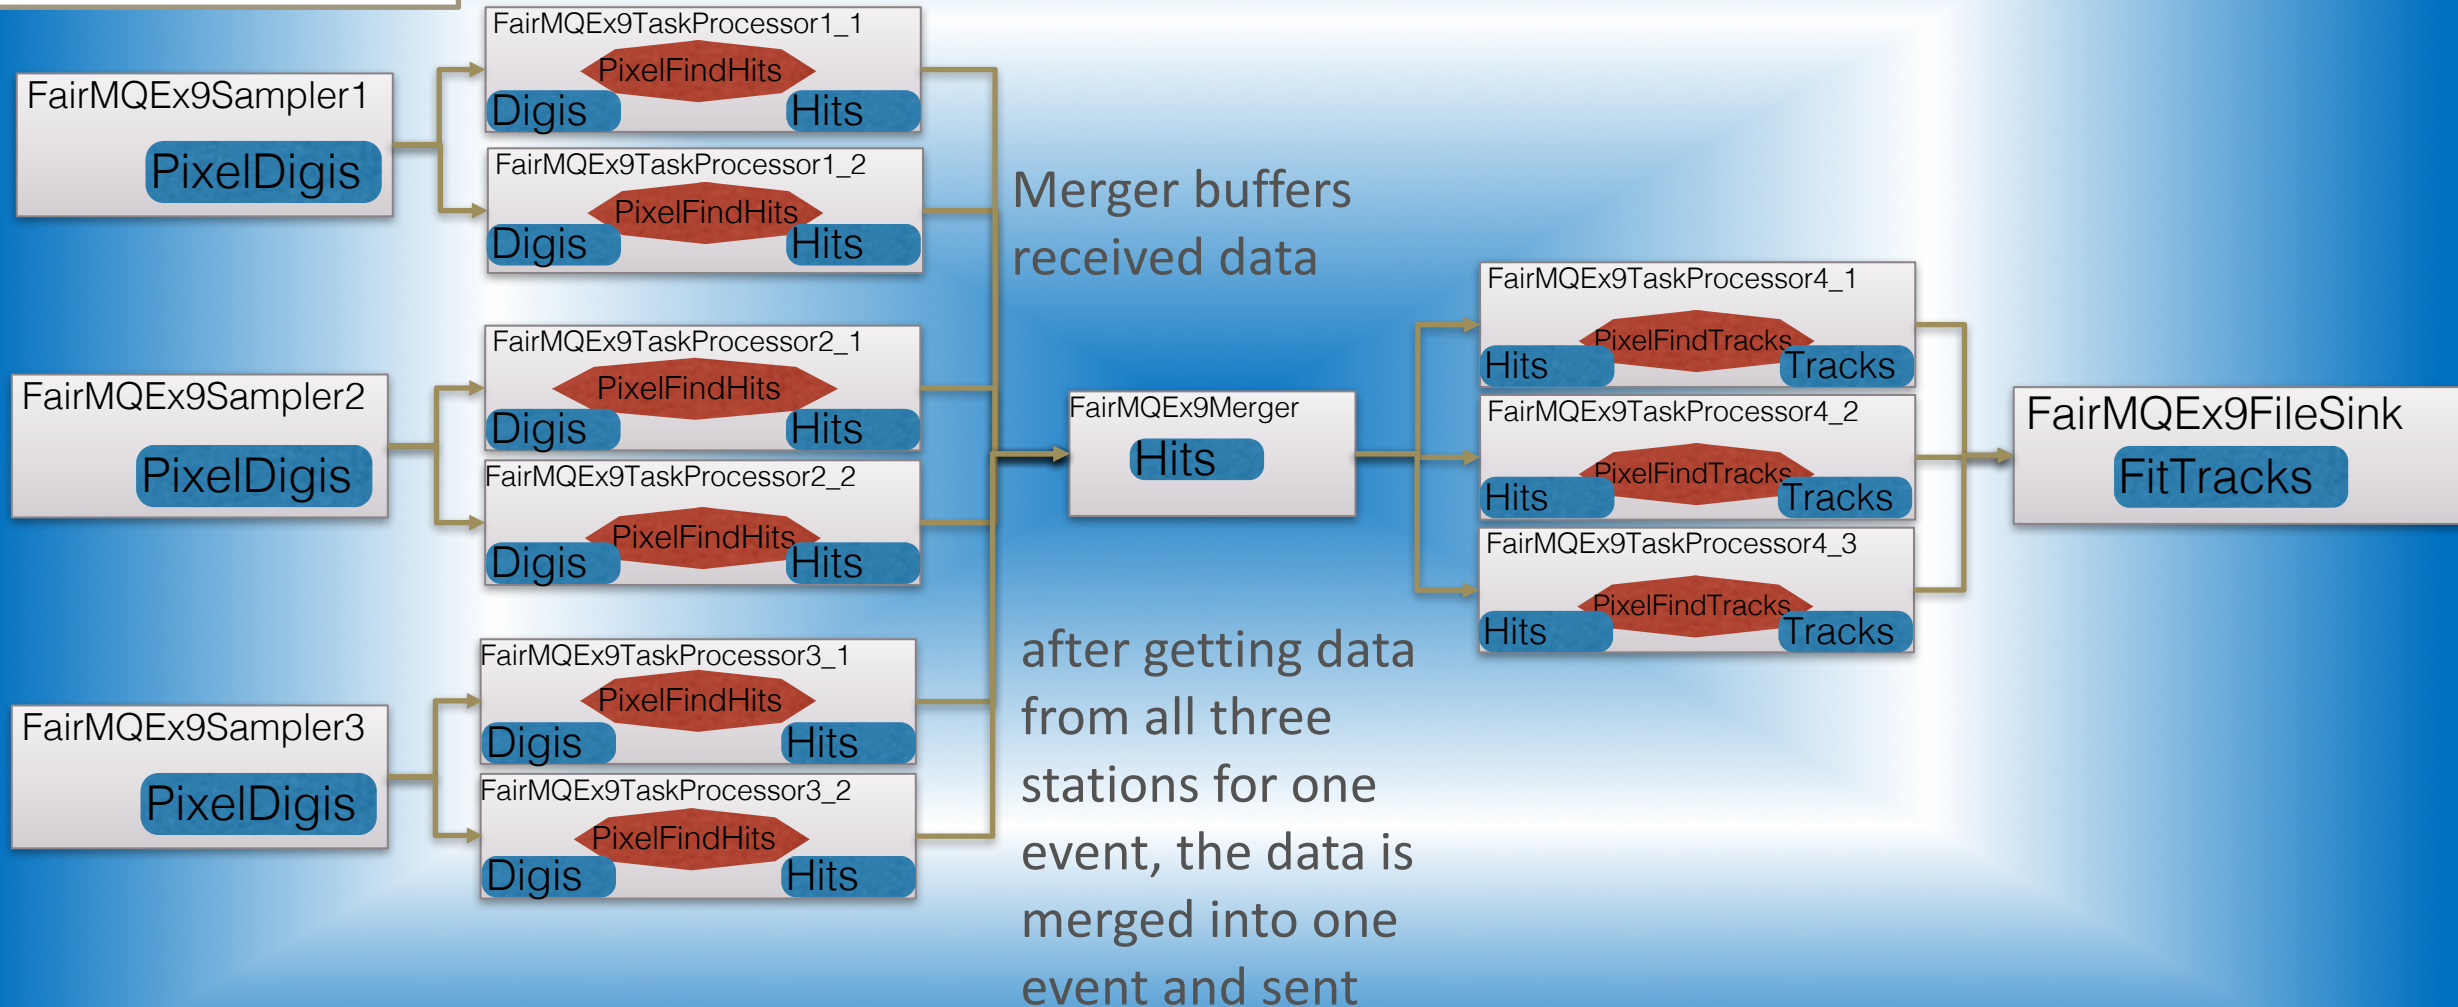 FairMQEx9Sampler1
PixelDigis
FairMQEx9TaskProcessor1_1
PixelFindHits
Digis
Hits
FairMQEx9TaskProcessor1_2
PixelFindHits
Digis
Hits
FairMQEx9Sampler2
PixelDigis
FairMQEx9TaskProcessor2_1
PixelFindHits
Digis
Hits
FairMQEx9TaskProcessor2_2
PixelFindHits
Digis
Hits
FairMQEx9Sampler3
PixelDigis
FairMQEx9TaskProcessor3_1
PixelFindHits
Digis
Hits
FairMQEx9TaskProcessor3_2
PixelFindHits
Digis
Hits
Merger buffers
received data
FairMQEx9Merger
Hits
after getting data
from all three
stations for one
event, the data is
merged into one
event and sent
FairMQEx9TaskProcessor4_1
PixelFindTracks
Hits
Tracks
FairMQEx9TaskProcessor4_2
PixelFindTracks
Hits
Tracks
FairMQEx9TaskProcessor4_3
PixelFindTracks
Hits
Tracks
FairMQEx9FileSink
FitTracks